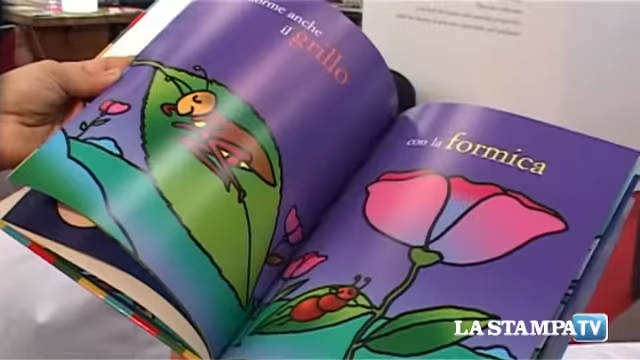 dorme anche
il grillo
con la formica
LA STAMPA TV